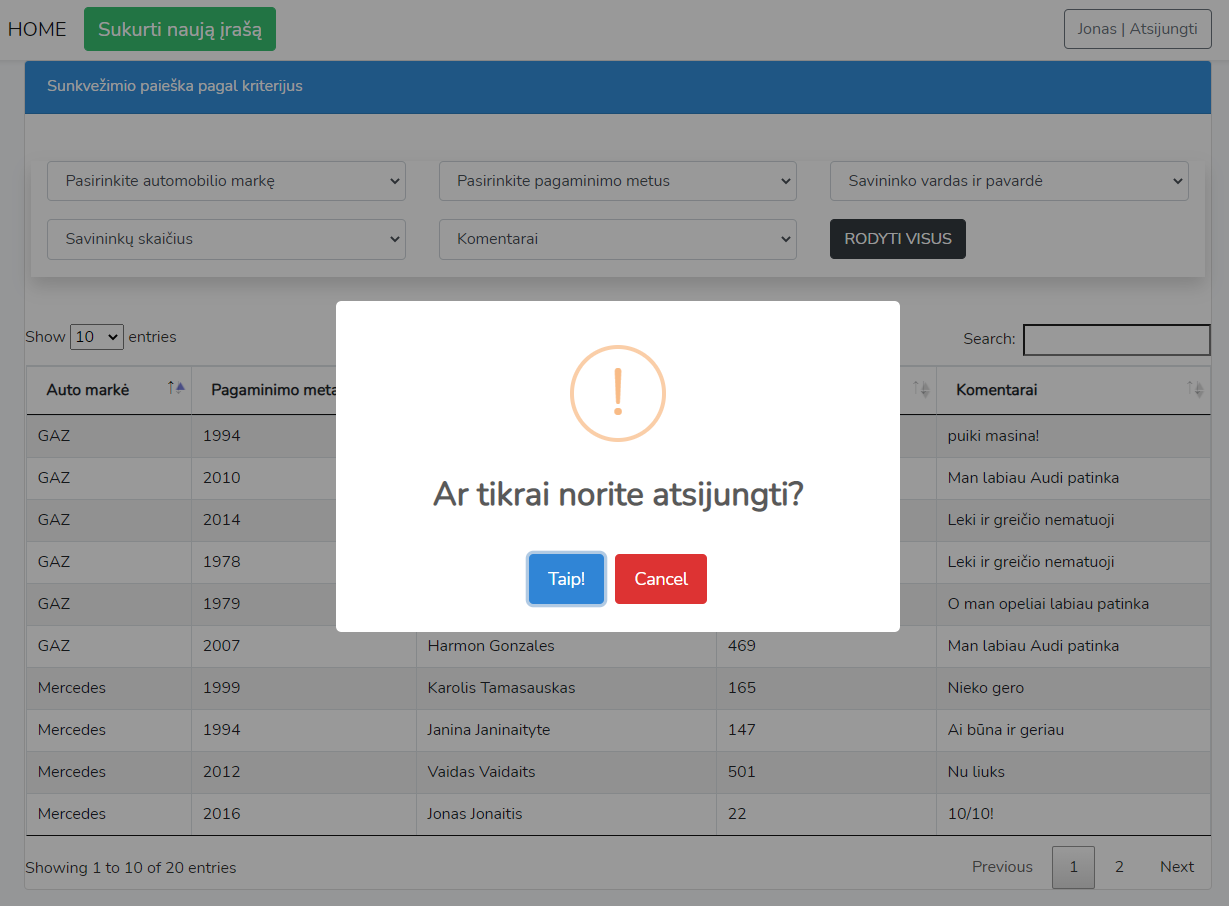 HOME Sukurti naują įrašą Jonas | Atsijungti
Sunkvežimio paieška pagal kriterijus
Pasirinkite automobilio markę Pasirinkite pagaminimo metus Savininko vardas ir pavardė
Savininkų skaičius Komentarai RODYTI VISUS
Show 10 entries Search:
Auto markė Pagaminimo meta Komentarai
!
Ar tikrai norite atsijungti?
Taip! Cancel
GAZ 1994 puiki masina!
GAZ 2010 Man labiau Audi patinka
GAZ 2014 Leki ir greičio nematuoji
GAZ 1978 Leki ir greičio nematuoji
GAZ 1979 O man opeliai labiau patinka
GAZ 2007 Harmon Gonzales 469 Man labiau Audi patinka
Mercedes 1999 Karolis Tamasauskas 165 Nieko gero
Mercedes 1994 Janina Janinaityte 147 Ai būna ir geriau
Mercedes 2012 Vaidas Vaidaits 501 Nu liuks
Mercedes 2016 Jonas Jonaitis 22 10/10!
Showing 1 to 10 of 20 entries Previous 1 2 Next